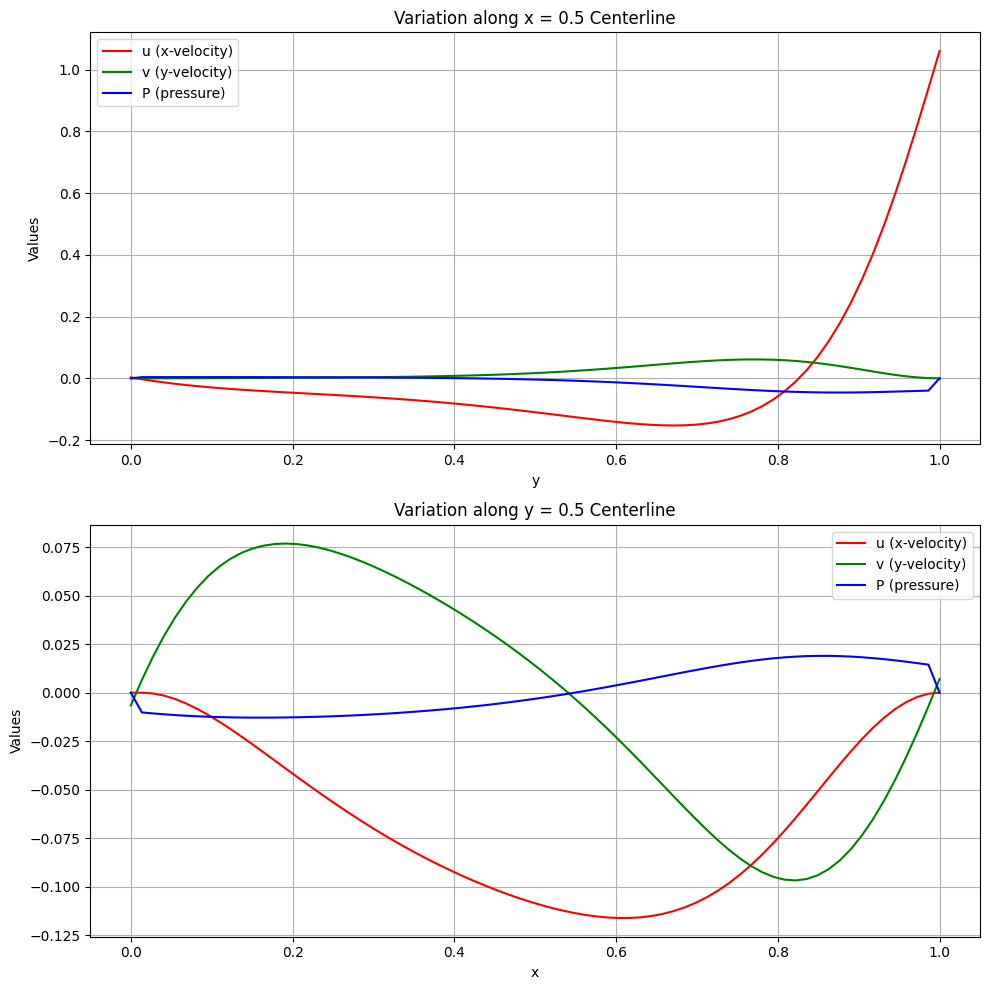 Variation along x = 0.5 Centerline
u (x-velocity)
v (y-velocity)
P (pressure)
1.0
0.8
0.6
0.4
0.2
0.0
−0.2
Values
0.0 0.2 0.4 0.6 0.8 1.0
y
Variation along y = 0.5 Centerline
u (x-velocity)
v (y-velocity)
P (pressure)
0.075
0.050
0.025
0.000
−0.025
−0.050
−0.075
−0.100
−0.125
Values
0.0 0.2 0.4 0.6 0.8 1.0
x